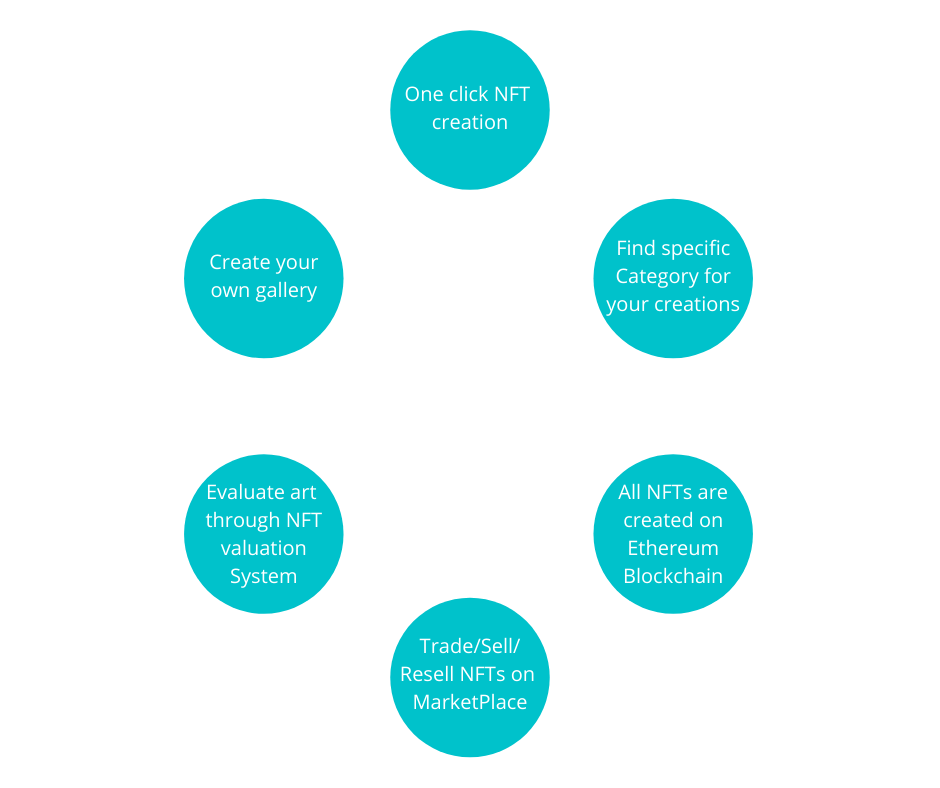 One click NFT
creation
Create your
own gallery
Find specific
Category for
your creations
Evaluate art
through NFT
valuation
System
All NFTs are
created on
Ethereum
Blockchain
Trade/Sell/
Resell NFTs on
MarketPlace